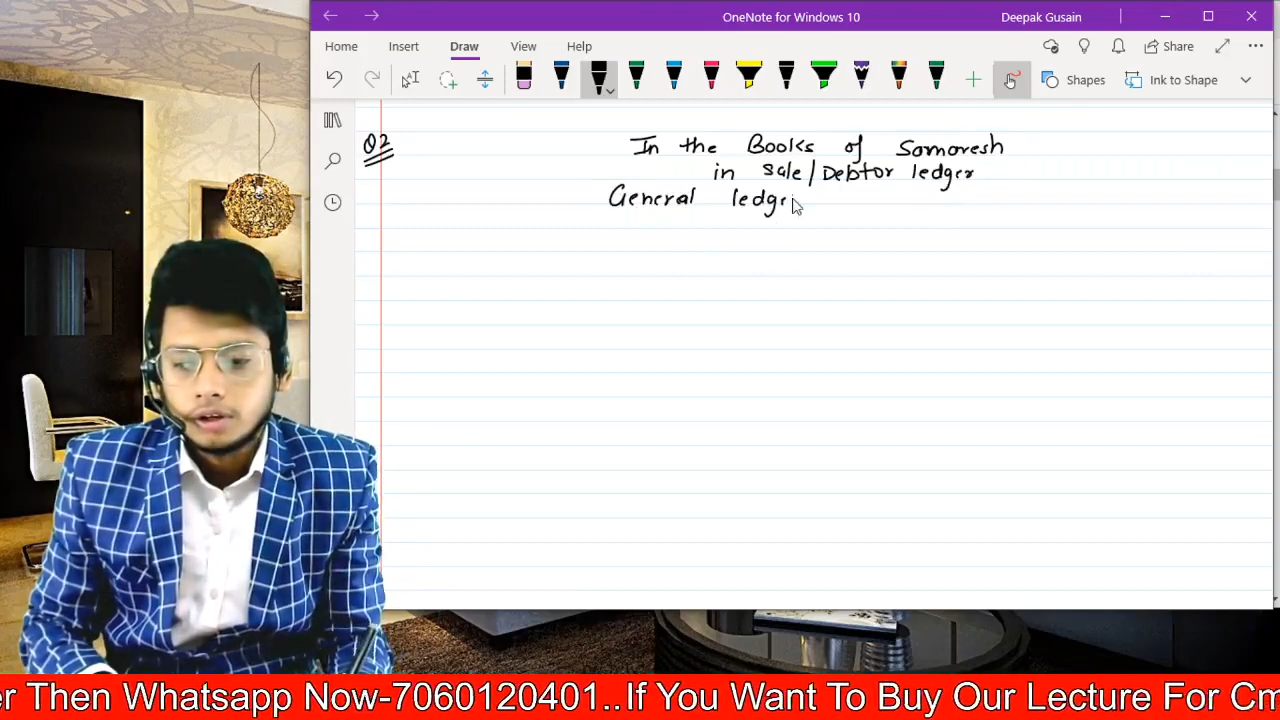 OneNote for Windows 10
Deepak Gusain
Home Insert Draw View Help
Share
Shapes
Ink to Shape
Q2
In the Books of Samaresh
in Sale/Debtor ledger
General ledge
er Then Whatsapp Now-7060120401..If You Want To Buy Our Lecture For Cm